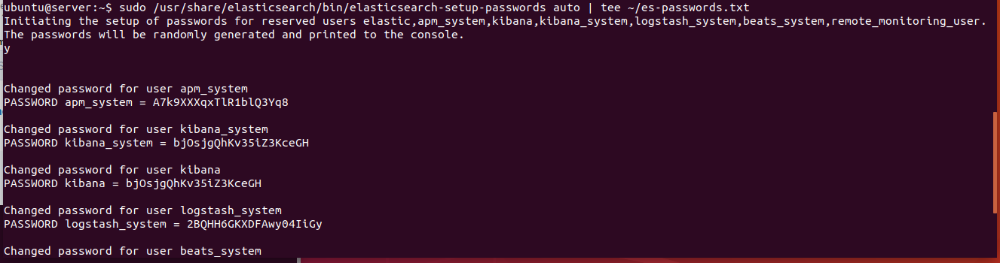 ubuntu@server:~$ sudo /usr/share/elasticsearch/bin/elasticsearch-setup-passwords auto | tee ~/es-passwords.txt
Initiating the setup of passwords for reserved users elastic,apm_system,kibana,kibana_system,logstash_system,beats_system,remote_monitoring_user.
The passwords will be randomly generated and printed to the console.
y
Changed password for user apm_system
PASSWORD apm_system = A7k9XXXqxTlR1blQ3Yq8
Changed password for user kibana_system
PASSWORD kibana_system = bjOsjgQhKv35iZ3KceGH
Changed password for user kibana
PASSWORD kibana = bjOsjgQhKv35iZ3KceGH
Changed password for user logstash_system
PASSWORD logstash_system = 2BQHH6GKXDFAwy04IiGy
Changed password for user beats_system